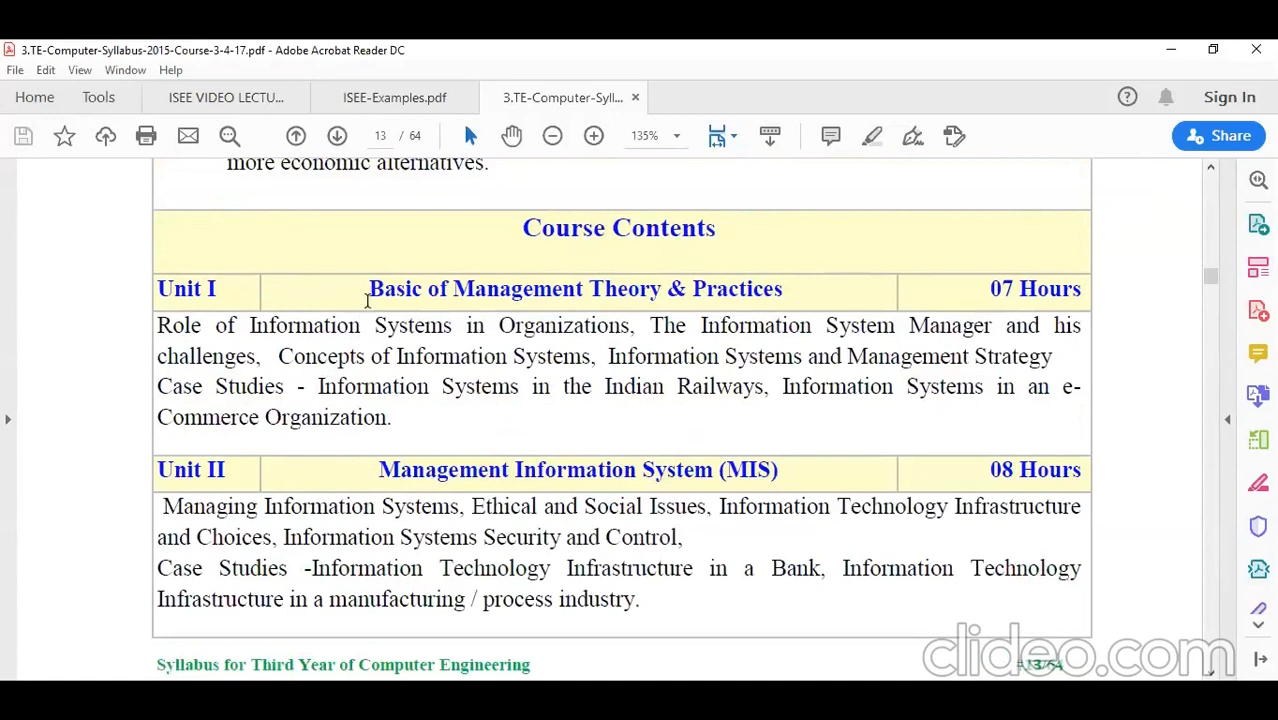 3.TE-Computer-Syllabus-2015-Course-3-4-17.pdf - Adobe Acrobat Reader DC
File Edit View Window Help
Home Tools ISEE VIDEO LECTU... ISEE-Examples.pdf 3.TE-Computer-Syll... × Sign In
13 / 64 135% Share
more economic alternatives.
Course Contents
Unit I Basic of Management Theory & Practices 07 Hours
Role of Information Systems in Organizations, The Information System Manager and his
challenges, Concepts of Information Systems, Information Systems and Management Strategy
Case Studies - Information Systems in the Indian Railways, Information Systems in an e-
Commerce Organization.
Unit II Management Information System (MIS) 08 Hours
Managing Information Systems, Ethical and Social Issues, Information Technology Infrastructure
and Choices, Information Systems Security and Control,
Case Studies -Information Technology Infrastructure in a Bank, Information Technology
Infrastructure in a manufacturing / process industry.
Syllabus for Third Year of Computer Engineering #13/64
clideo.com